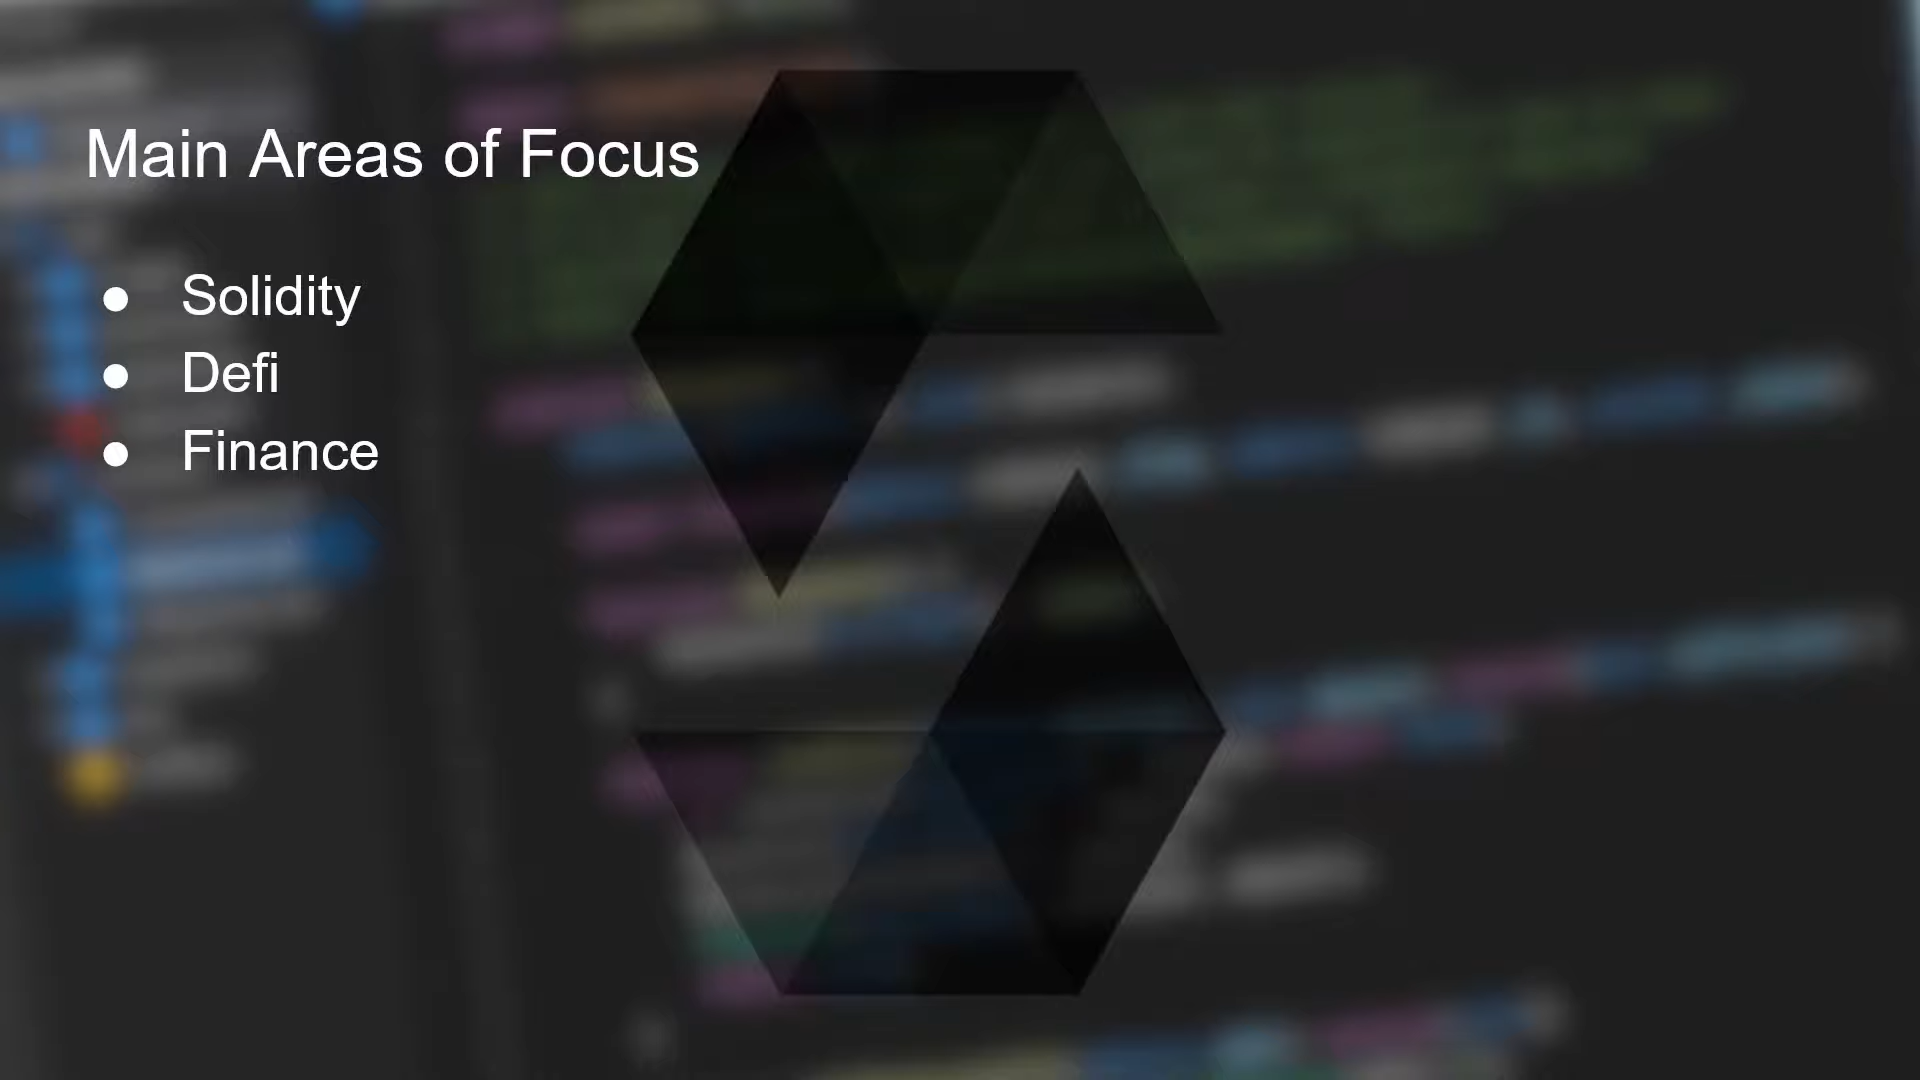 Main Areas of Focus
● Solidity
● Defi
● Finance